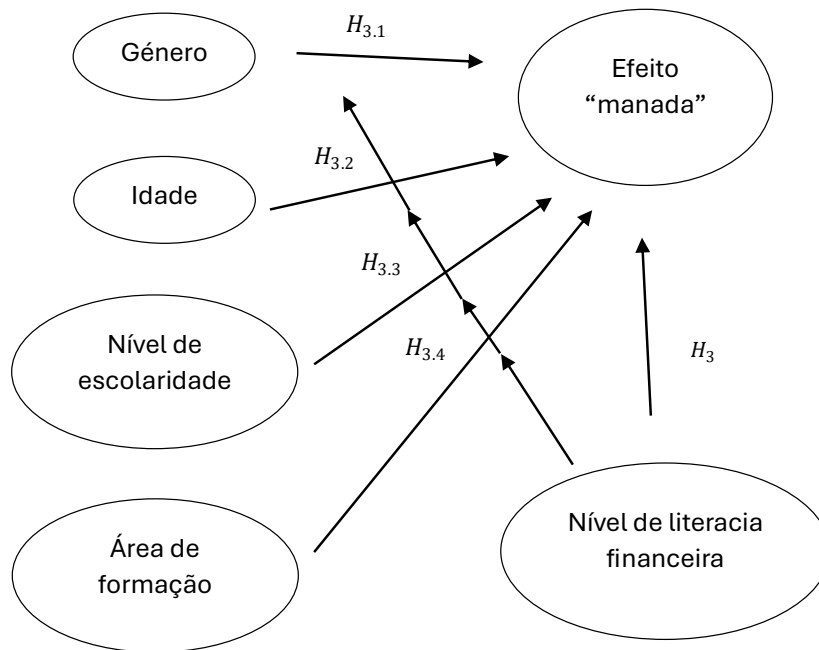 Género
H3.1
Efeito
“manada”
Idade
H3.2
Nível de
escolaridade
H3.3
H3.4
H3
Área de
formação
Nível de literacia
financeira